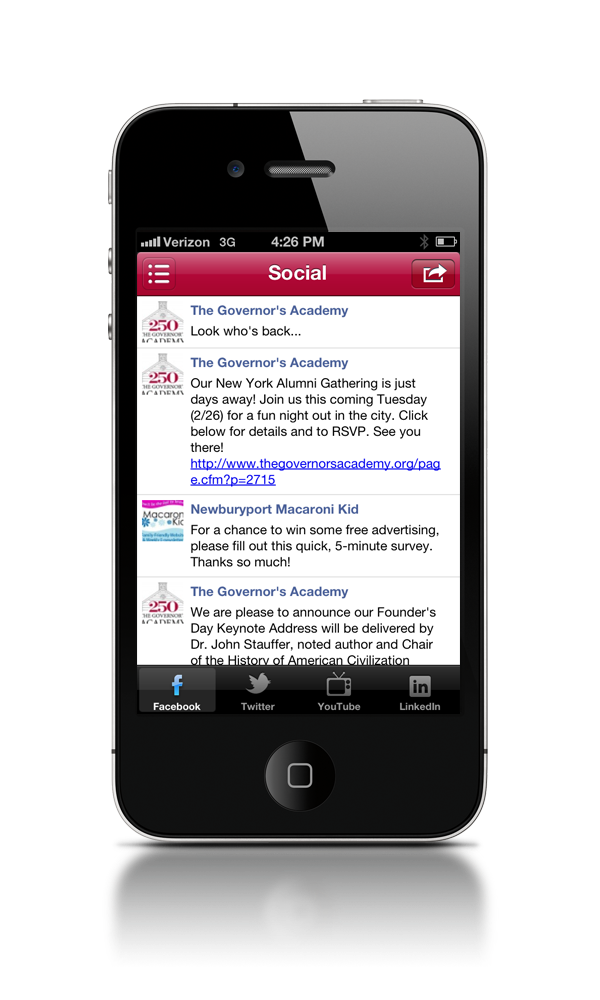 Verizon 3G 4:26 PM
Social
250
THE GOVERNOR'S
ACADEMY
The Governor's Academy
Look who's back...
250
THE GOVERNOR'S
ACADEMY
The Governor's Academy
Our New York Alumni Gathering is just
days away! Join us this coming Tuesday
(2/26) for a fun night out in the city. Click
below for details and to RSVP. See you
there!
http://www.thegovernorsacademy.org/pag
e.cfm?p=2715
Macaroni
Kid
Newburyport Macaroni Kid
For a chance to win some free advertising,
please fill out this quick, 5-minute survey.
Thanks so much!
250
THE GOVERNOR'S
ACADEMY
The Governor's Academy
We are please to announce our Founder's
Day Keynote Address will be delivered by
Dr. John Stauffer, noted author and Chair
of the History of American Civilization
Facebook Twitter YouTube LinkedIn